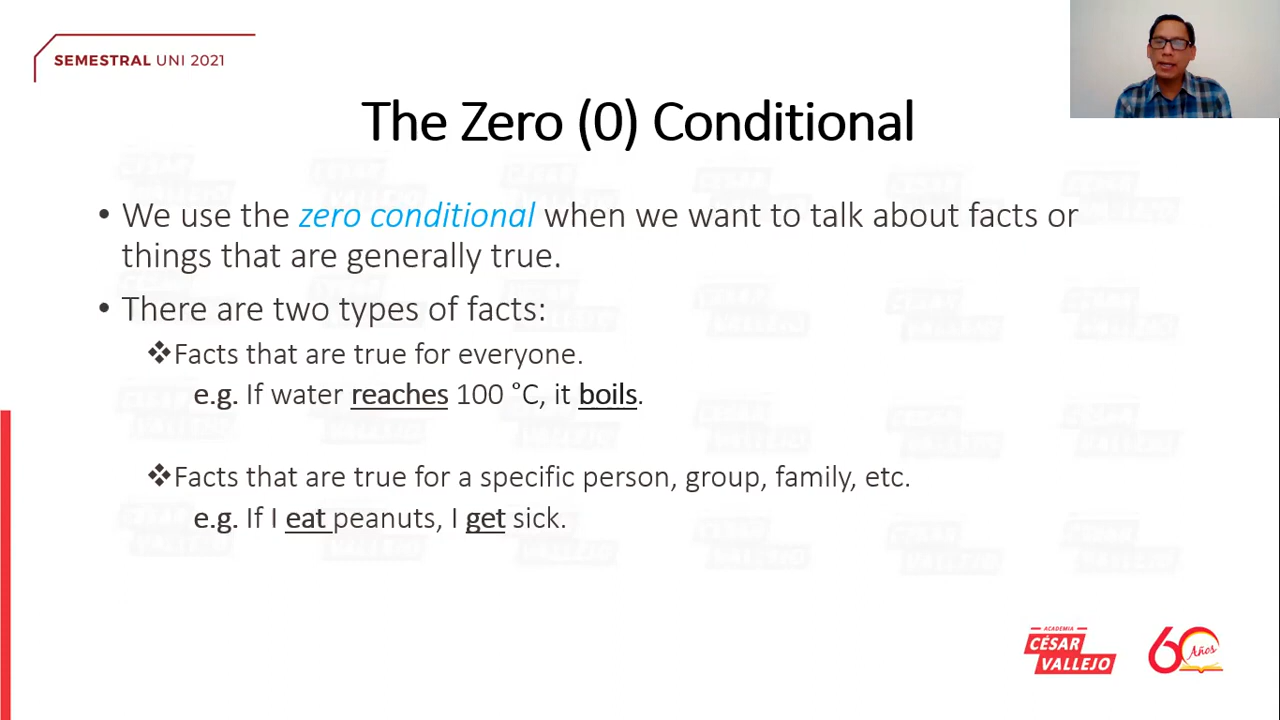 SEMESTRAL UNI 2021
The Zero (0) Conditional
• We use the zero conditional when we want to talk about facts or
things that are generally true.
• There are two types of facts:
❖Facts that are true for everyone.
e.g. If water reaches 100 °C, it boils.
❖Facts that are true for a specific person, group, family, etc.
e.g. If I eat peanuts, I get sick.
ACADEMIA
CÉSAR
VALLEJO
60 Años